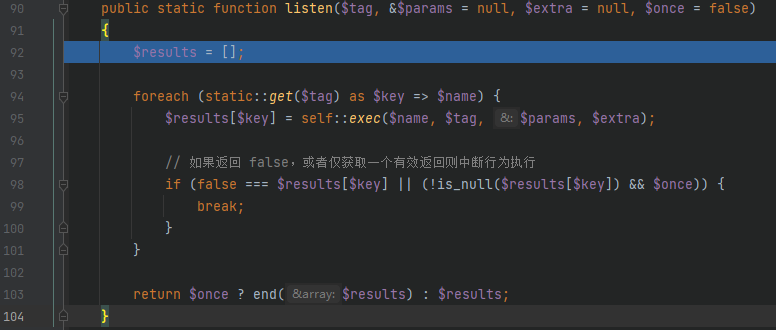 90 public static function listen($tag, &$params = null, $extra = null, $once = false)
91 {
92 $results = [];
93
94 foreach (static::get($tag) as $key => $name) {
95 $results[$key] = self::exec($name, $tag, &: $params, $extra);
96
97 // 如果返回 false，或者仅获取一个有效返回则中断行为执行
98 if (false === $results[$key] || (!is_null($results[$key]) && $once)) {
99 break;
100 }
101 }
102
103 return $once ? end( &array: $results) : $results;
104 }